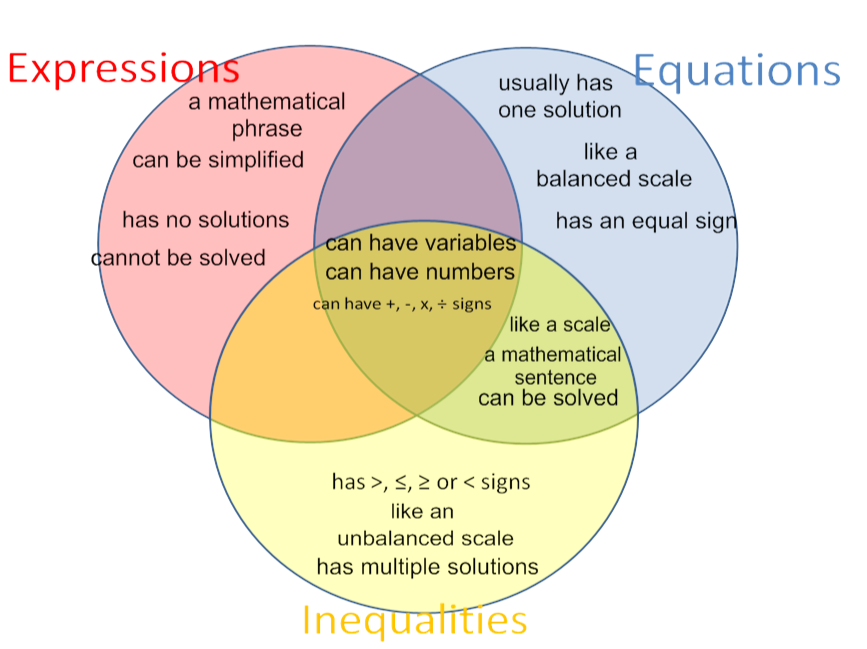 Expressions
Equations
a mathematical
phrase
can be simplified
has no solutions
cannot be solved
usually has
one solution
like a
balanced scale
has an equal sign
can have variables
can have numbers
can have +, -, x, ÷ signs
like a scale
a mathematical
sentence
can be solved
has >, ≤, ≥ or < signs
like an
unbalanced scale
has multiple solutions
Inequalities